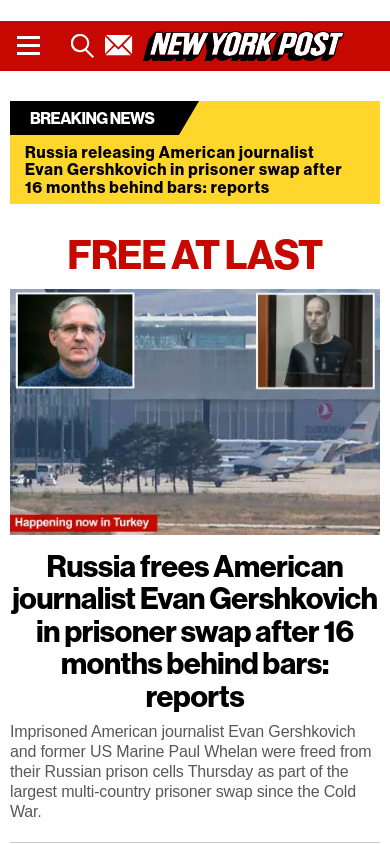 NEW YORK POST
BREAKING NEWS
Russia releasing American journalist
Evan Gershkovich in prisoner swap after
16 months behind bars: reports
FREE AT LAST
TURKISH
Happening now in Turkey
Russia frees American
journalist Evan Gershkovich
in prisoner swap after 16
months behind bars:
reports
Imprisoned American journalist Evan Gershkovich
and former US Marine Paul Whelan were freed from
their Russian prison cells Thursday as part of the
largest multi-country prisoner swap since the Cold
War.